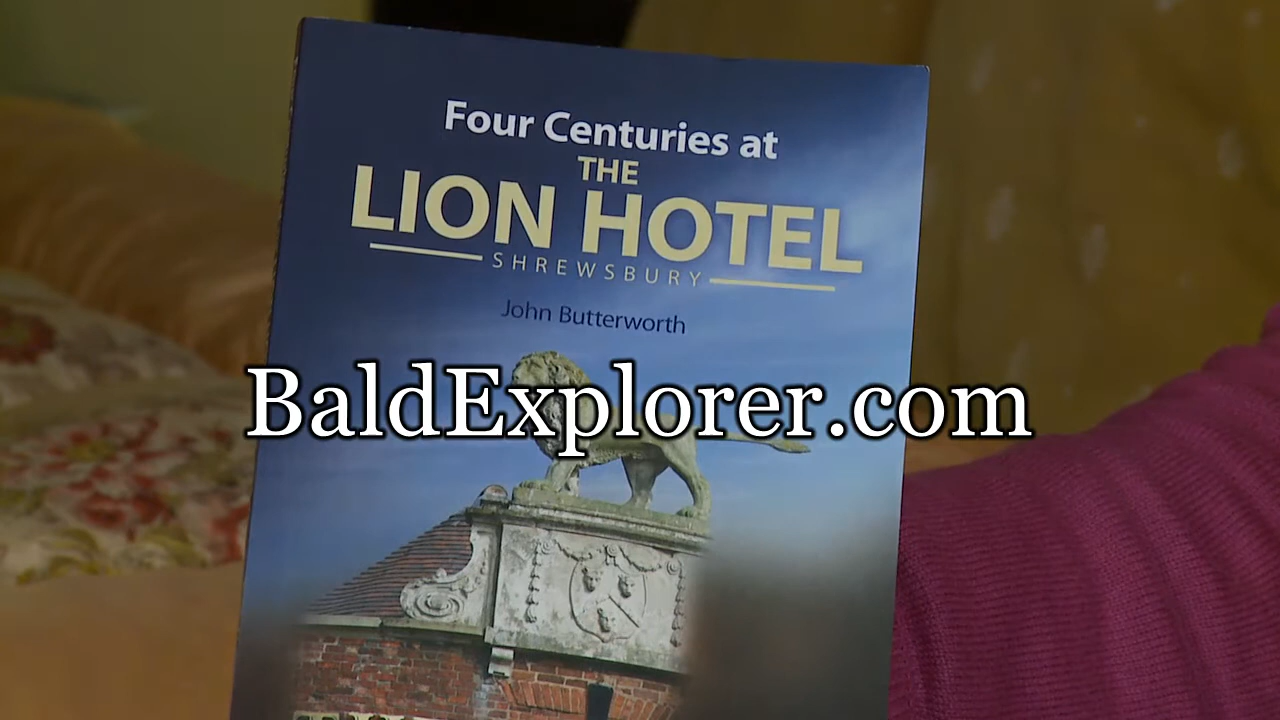 Four Centuries at
THE
LION HOTEL
SHREWSBURY
John Butterworth
BaldExplorer.com